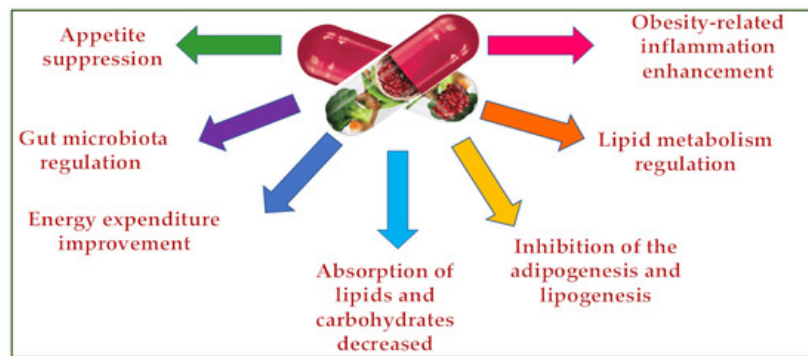 Appetite
suppression
Obesity-related
inflammation
enhancement
Gut microbiota
regulation
Lipid metabolism
regulation
Energy expenditure
improvement
Absorption of
lipids and
carbohydrates
decreased
Inhibition of the
adipogenesis and
lipogenesis